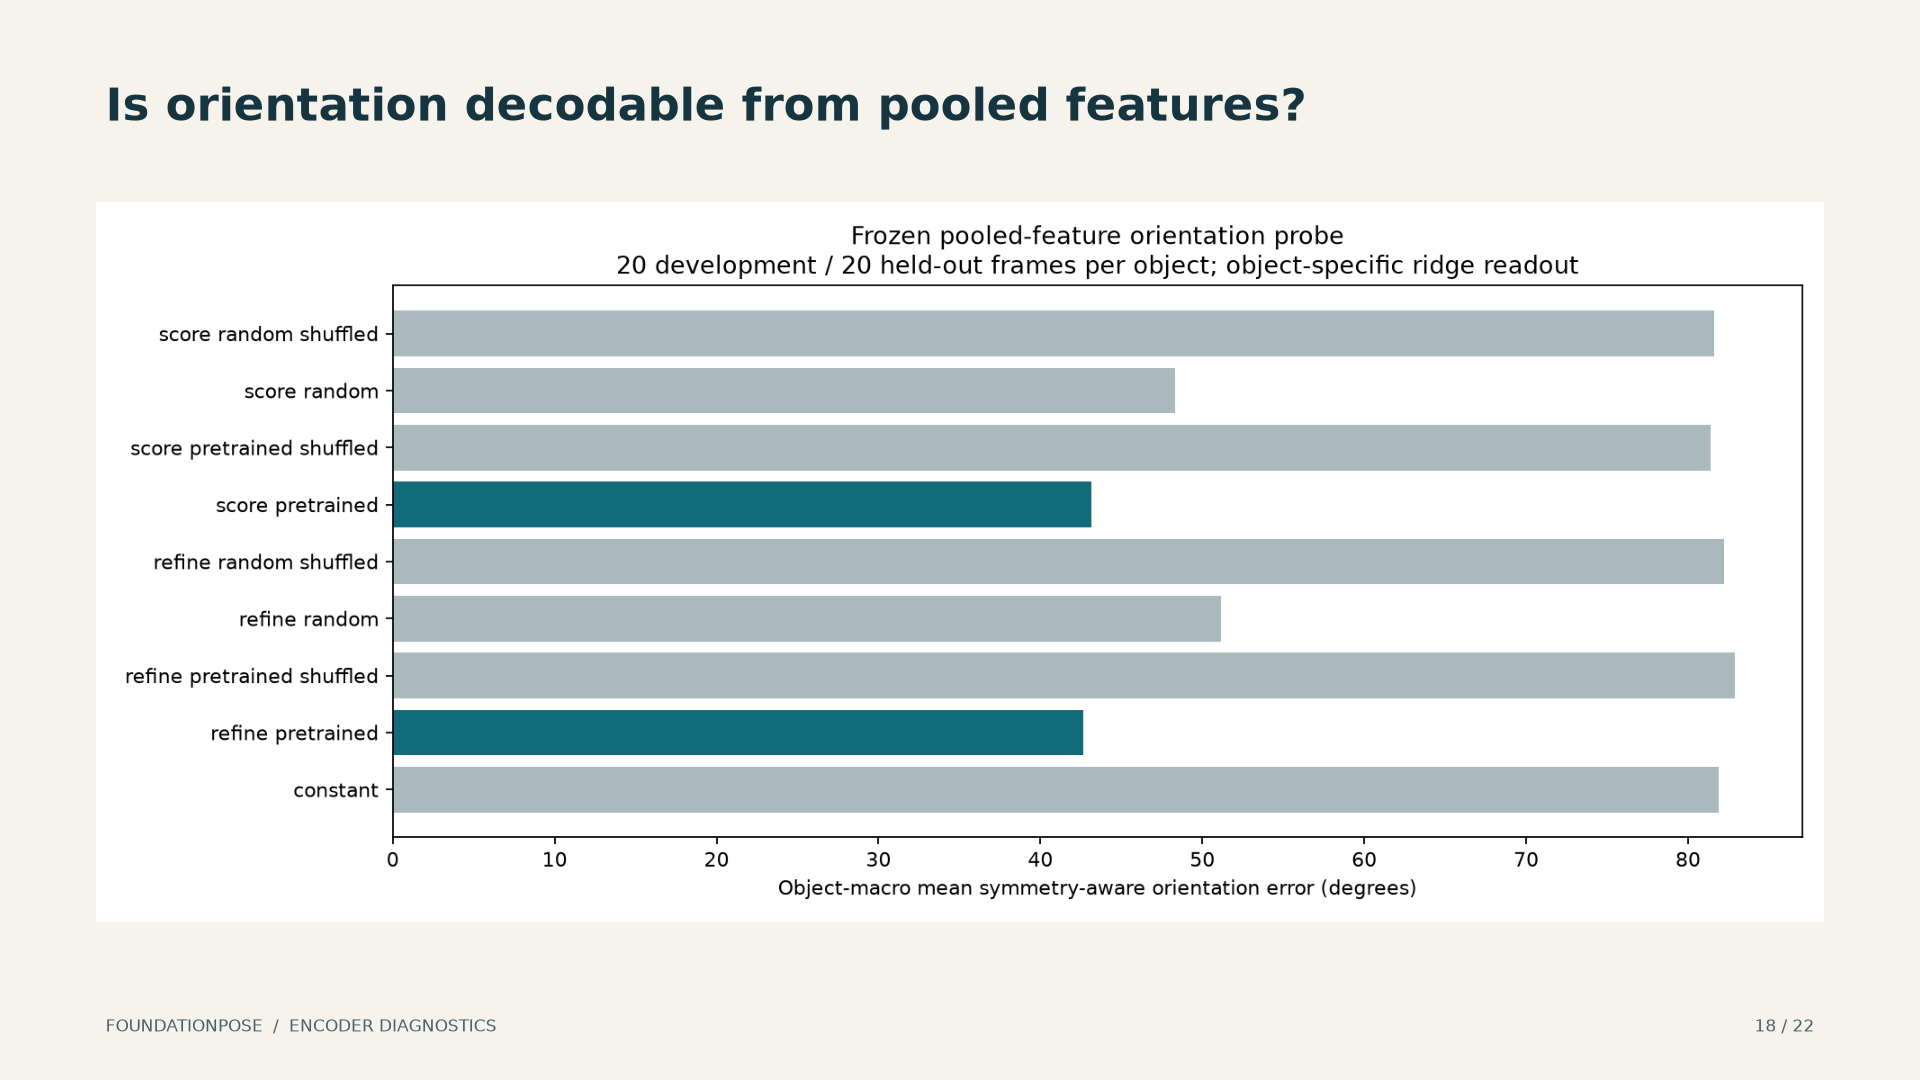 Is orientation decodable from pooled features?
Frozen pooled-feature orientation probe
20 development / 20 held-out frames per object; object-specific ridge readout
score random shuffled
score random
score pretrained shuffled
score pretrained
refine random shuffled
refine random
refine pretrained shuffled
refine pretrained
constant
0 10 20 30 40 50 60 70 80
Object-macro mean symmetry-aware orientation error (degrees)
FOUNDATIONPOSE / ENCODER DIAGNOSTICS
18 / 22